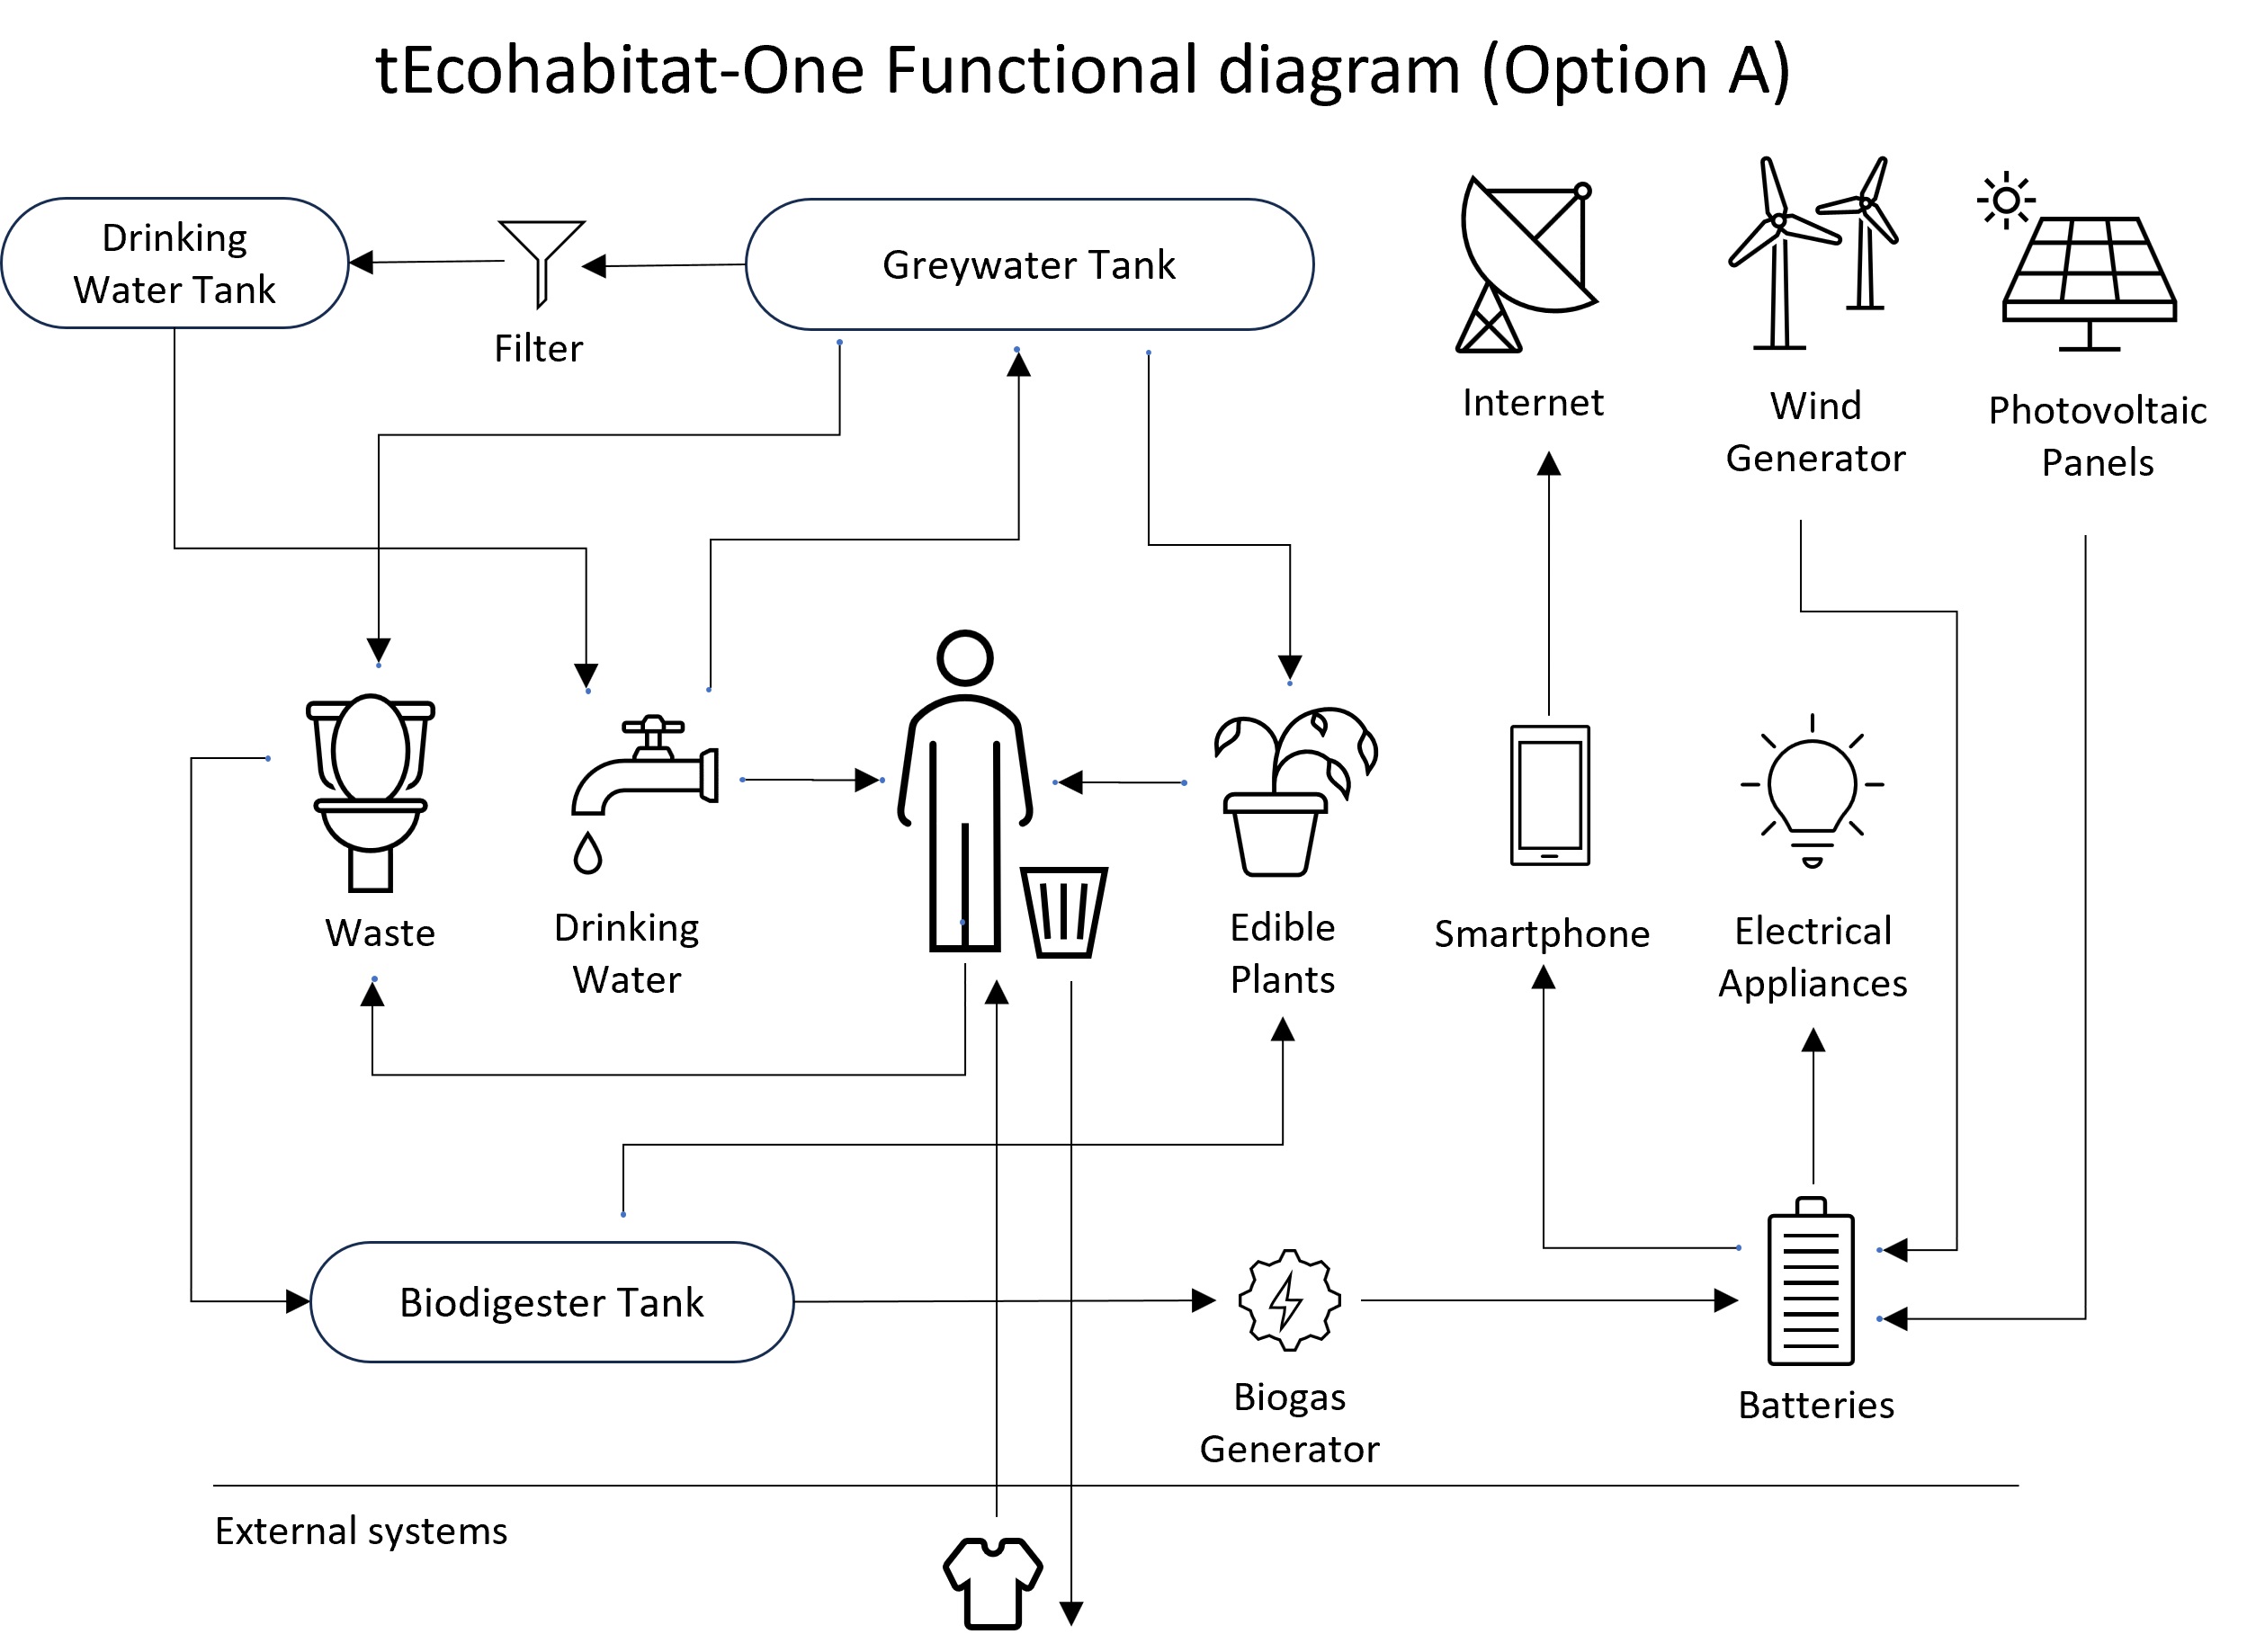 tEcohabitat-One Functional diagram (Option A)
Drinking
Water Tank
Filter
Greywater Tank
Internet
Wind
Generator
Photovoltaic
Panels
Waste
Drinking
Water
Edible
Plants
Smartphone
Electrical
Appliances
Biodigester Tank
Biogas
Generator
Batteries
External systems